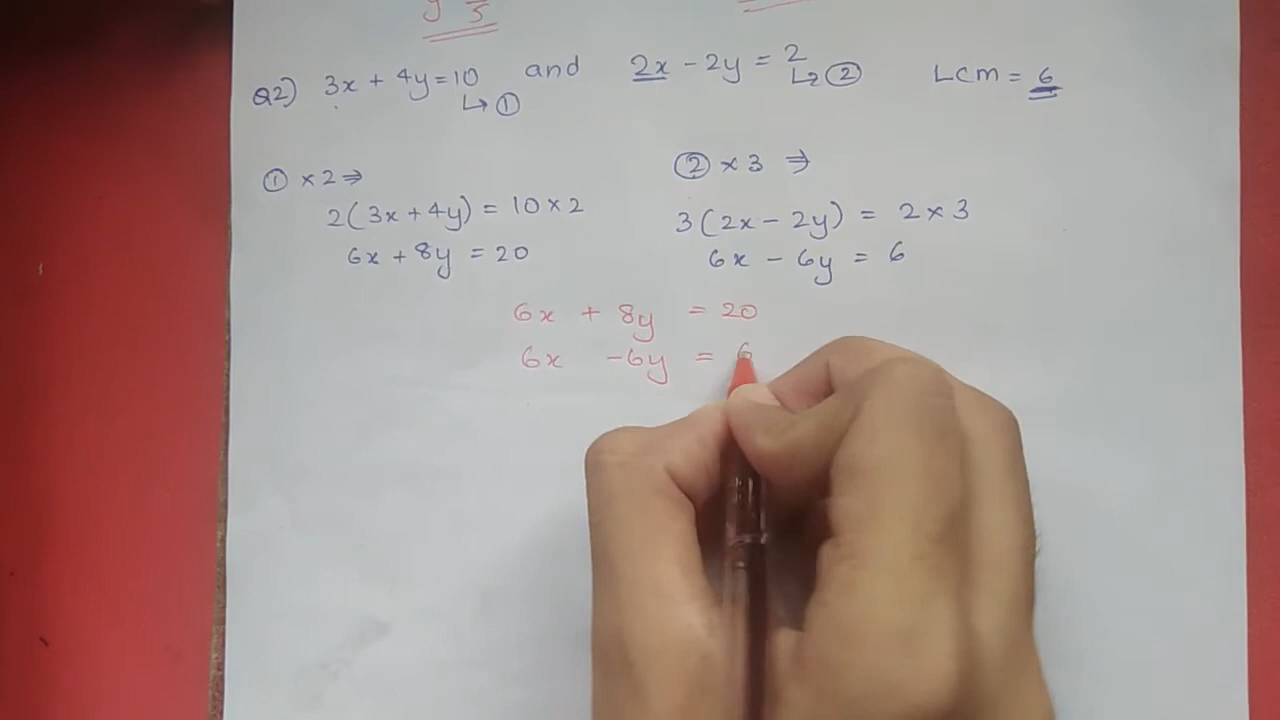 y 5
Q2) 3x + 4y = 10 and 2x - 2y = 2 LCM = 6
↳ ① ↳ ②
① × 2 ⇒ ② × 3 ⇒
2(3x + 4y) = 10 × 2 3(2x - 2y) = 2 × 3
6x + 8y = 20 6x - 6y = 6
6x + 8y = 20
6x - 6y = 6